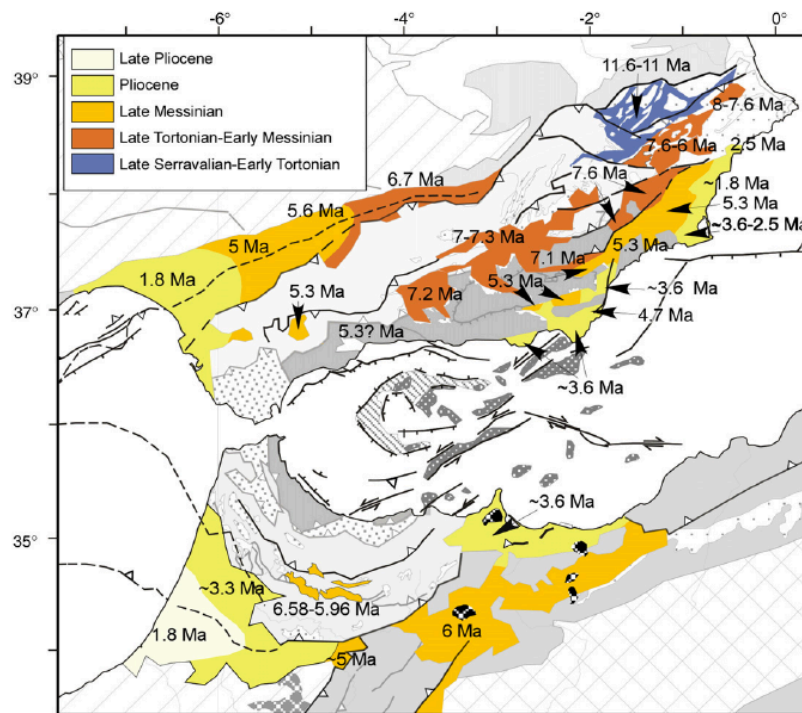 -6°
-4°
-2°
0°
39°
37°
35°
Late Pliocene
Pliocene
Late Messinian
Late Tortonian-Early Messinian
Late Serravalian-Early Tortonian
11.6-11 Ma
8-7.6 Ma
7.6-6 Ma
2.5 Ma
7.6 Ma
~1.8 Ma
5.3 Ma
~3.6-2.5 Ma
6.7 Ma
5.6 Ma
5 Ma
1.8 Ma
7-7.3 Ma
7.1 Ma
5.3 Ma
5.3 Ma
7.2 Ma
~3.6 Ma
4.7 Ma
5.3 Ma
5.3? Ma
~3.6 Ma
~3.6 Ma
~3.3 Ma
6.58-5.96 Ma
1.8 Ma
6 Ma
~5 Ma